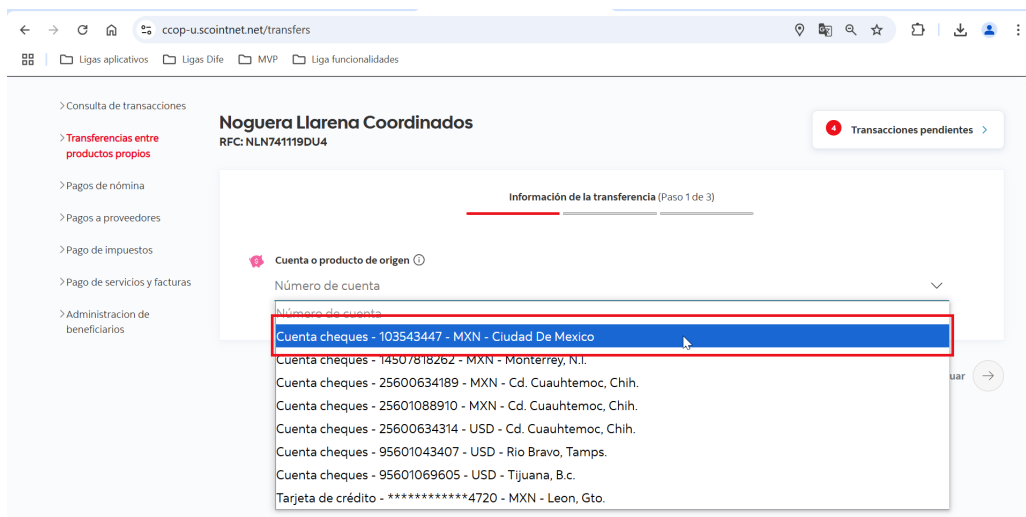 ccop-u.scointnet.net/transfers
Ligas aplicativos
Ligas Dife
MVP
Liga funcionalidades
Consulta de transacciones
Transferencias entre
productos propios
Pagos de nómina
Pagos a proveedores
Pago de impuestos
Pago de servicios y facturas
Administracion de
beneficiarios
Noguera Llarena Coordinados
RFC: NLN741119DU4
4 Transacciones pendientes
Información de la transferencia (Paso 1 de 3)
Cuenta o producto de origen
Número de cuenta
Número de cuenta
Cuenta cheques - 103543447 - MXN - Ciudad De Mexico
Cuenta cheques - 14507818262 - MXN - Monterrey, N.l.
Cuenta cheques - 25600634189 - MXN - Cd. Cuauhtemoc, Chih.
Cuenta cheques - 25601088910 - MXN - Cd. Cuauhtemoc, Chih.
Cuenta cheques - 25600634314 - USD - Cd. Cuauhtemoc, Chih.
Cuenta cheques - 95601043407 - USD - Rio Bravo, Tamps.
Cuenta cheques - 95601069605 - USD - Tijuana, B.c.
Tarjeta de crédito - ************4720 - MXN - Leon, Gto.
uar